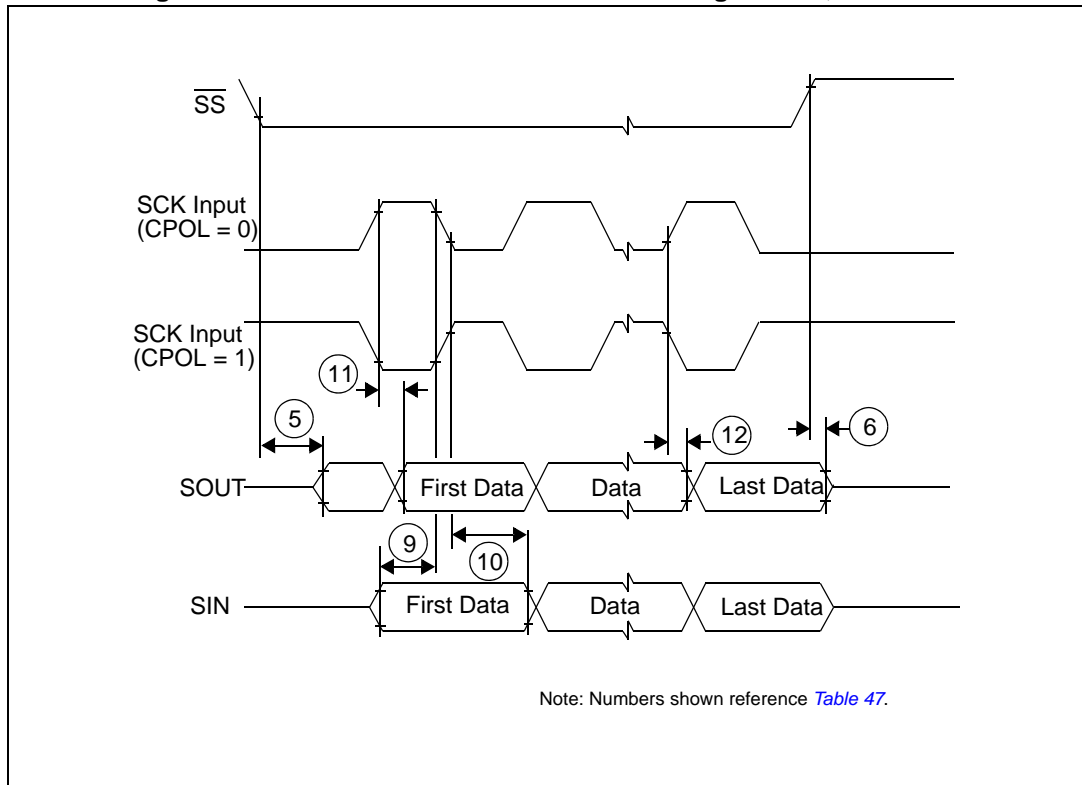 SS
SCK Input
(CPOL = 0)
SCK Input
(CPOL = 1)
11
5
12
6
SOUT
First Data
Data
Last Data
9
10
SIN
First Data
Data
Last Data
Note: Numbers shown reference Table 47.